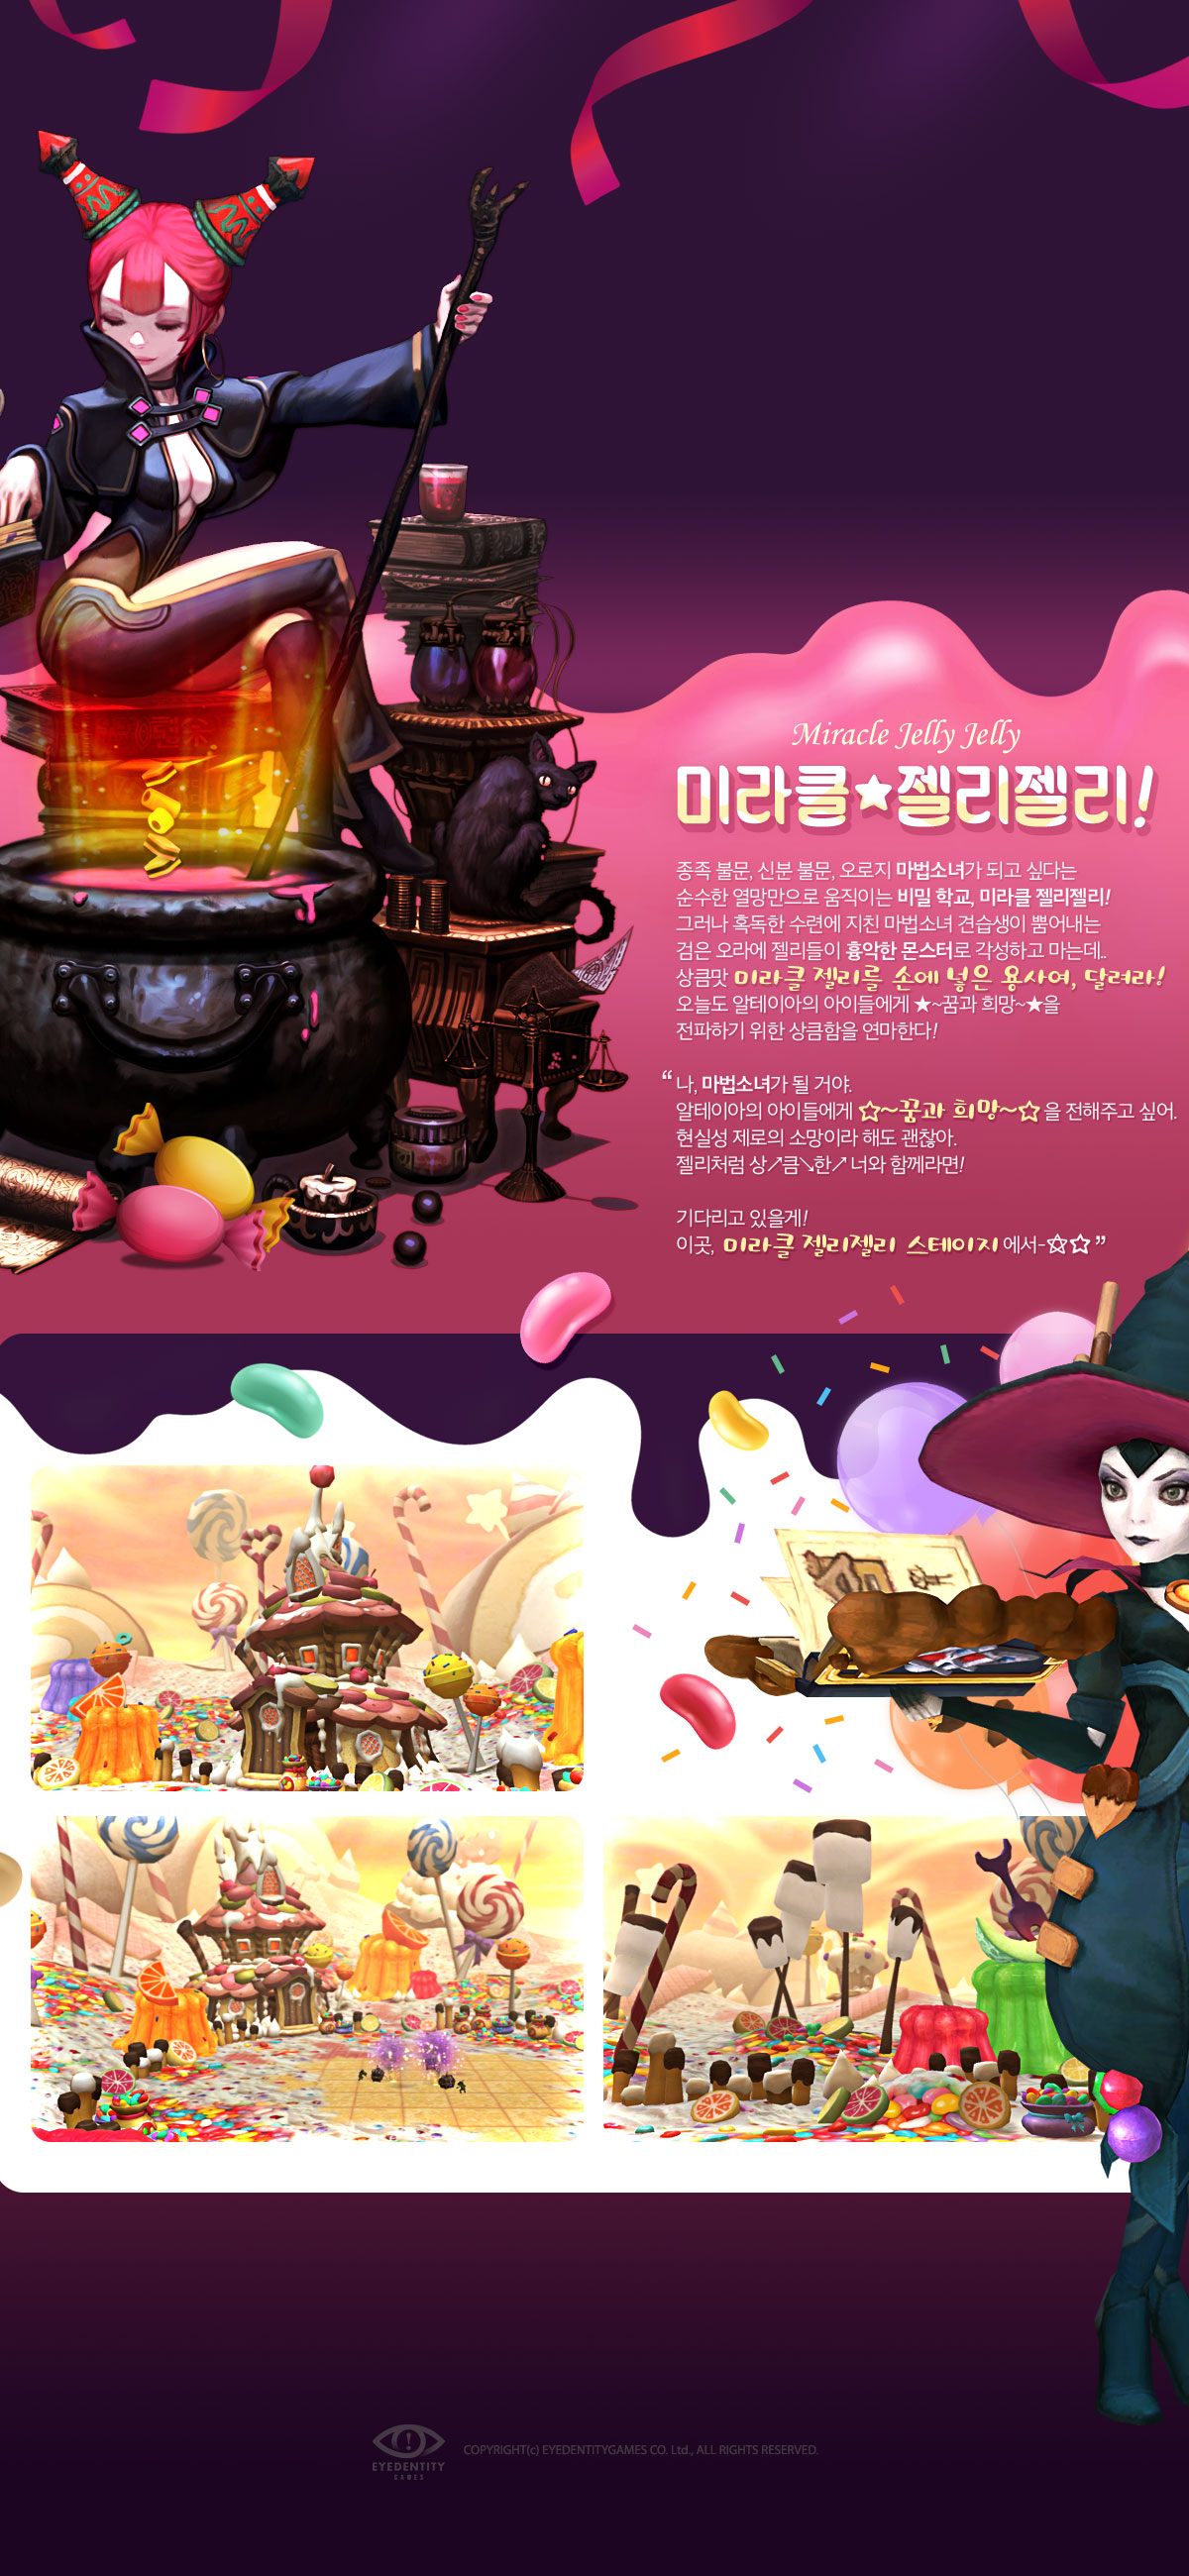 Miracle Jelly Jelly
미라클★젤리젤리!
종족 불문, 신분 불문, 오로지 마법소녀가 되고 싶다는
순수한 열망만으로 움직이는 비밀 학교, 미라클 젤리젤리!
그러나 혹독한 수련에 지친 마법소녀 견습생이 뿜어내는
검은 오라에 젤리들이 흉악한 몬스터로 각성하고 마는데..
상큼맛 미라클 젤리를 손에 넣은 용사여, 달려라!
오늘도 알테이아의 아이들에게 ★~꿈과 희망~★을
전파하기 위한 상큼함을 연마한다!
“나, 마법소녀가 될 거야.
알테이아의 아이들에게 ☆~꿈과 희망~☆을 전해주고 싶어.
현실성 제로의 소망이라 해도 괜찮아.
젤리처럼 상↗큼↘한↗ 너와 함께라면!
기다리고 있을게!
이곳, 미라클 젤리젤리 스테이지에서-☆☆”
EYEDENTITY
GAMES
COPYRIGHT(c) EYEDENTITYGAMES CO. Ltd., ALL RIGHTS RESERVED.